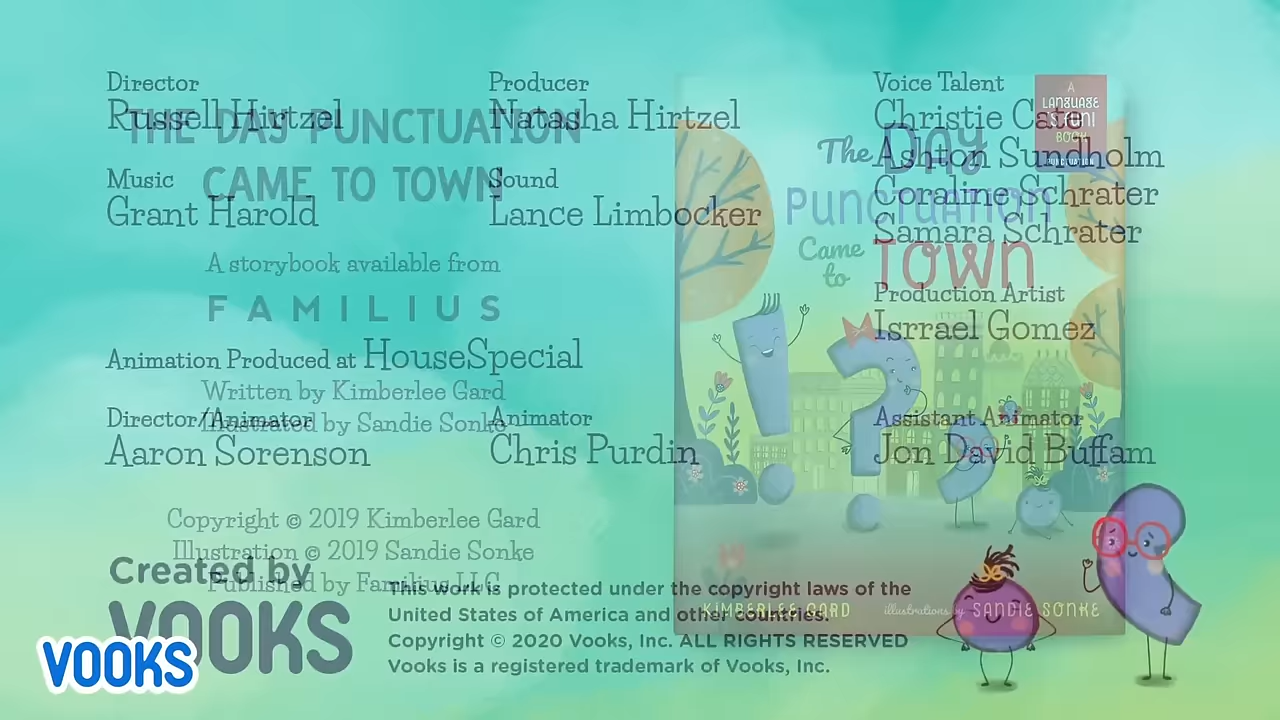 Director
Russell Hirtzel
Producer
Natasha Hirtzel
Voice Talent
Christie Cate
Ashton Sundholm
Coraline Schrater
Samara Schrater
Music
Grant Harold
Sound
Lance Limbocker
Production Artist
Isrrael Gomez
Animation Produced at HouseSpecial
Director/Animator
Aaron Sorenson
Animator
Chris Purdin
Assistant Animator
Jon David Buffam
Created by
VOOKS
This work is protected under the copyright laws of the
United States of America and other countries.
Copyright © 2020 Vooks, Inc. ALL RIGHTS RESERVED
Vooks is a registered trademark of Vooks, Inc.
THE DAY PUNCTUATION
CAME TO TOWN
A storybook available from
FAMILIUS
Written by Kimberlee Gard
Illustrated by Sandie Sonke
Copyright © 2019 Kimberlee Gard
Illustration © 2019 Sandie Sonke
Published by Familius LLC
A
LANGUAGE
IS FUN!
BOOK
PUNCTUATION
The DAY
PUNCTUATION
Came
to TOWN
! ?
KIMBERLEE GARD
illustrations by SANDIE SONKE
VOOKS